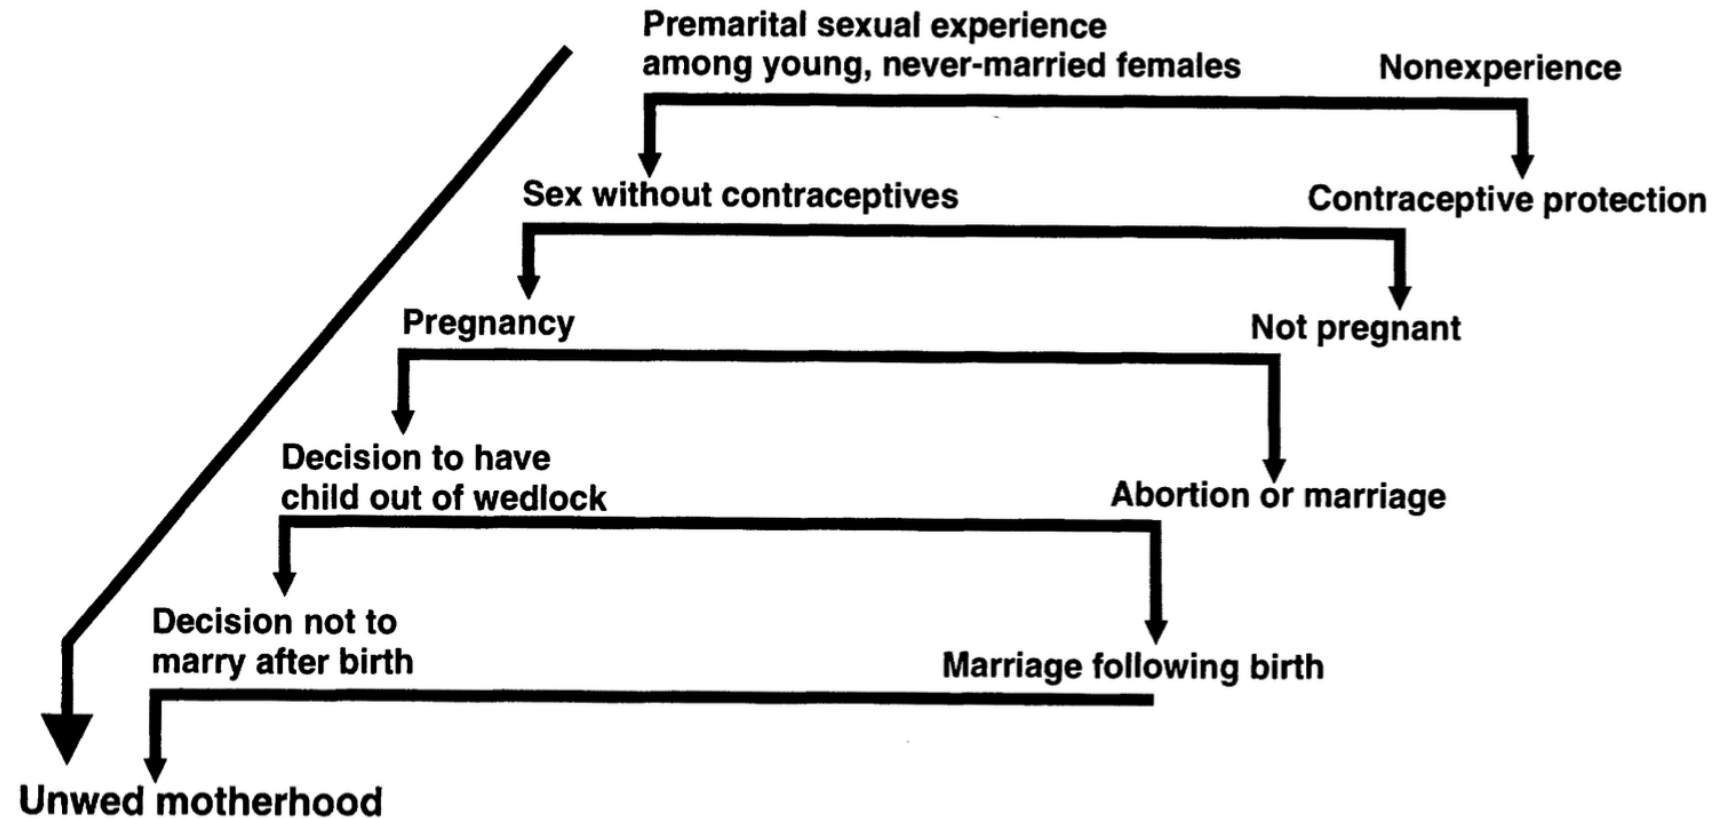 Premarital sexual experience
among young, never-married females
Nonexperience
Sex without contraceptives
Contraceptive protection
Pregnancy
Not pregnant
Decision to have
child out of wedlock
Abortion or marriage
Decision not to
marry after birth
Marriage following birth
Unwed motherhood